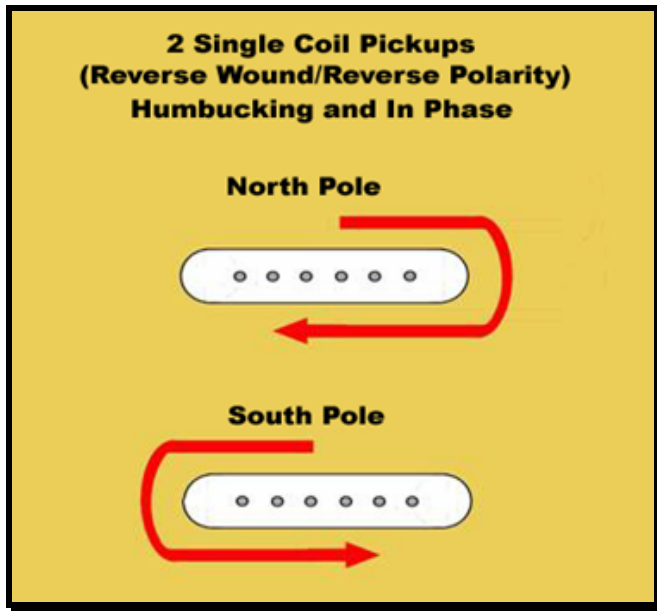 2 Single Coil Pickups
(Reverse Wound/Reverse Polarity)
Humbucking and In Phase
North Pole
South Pole